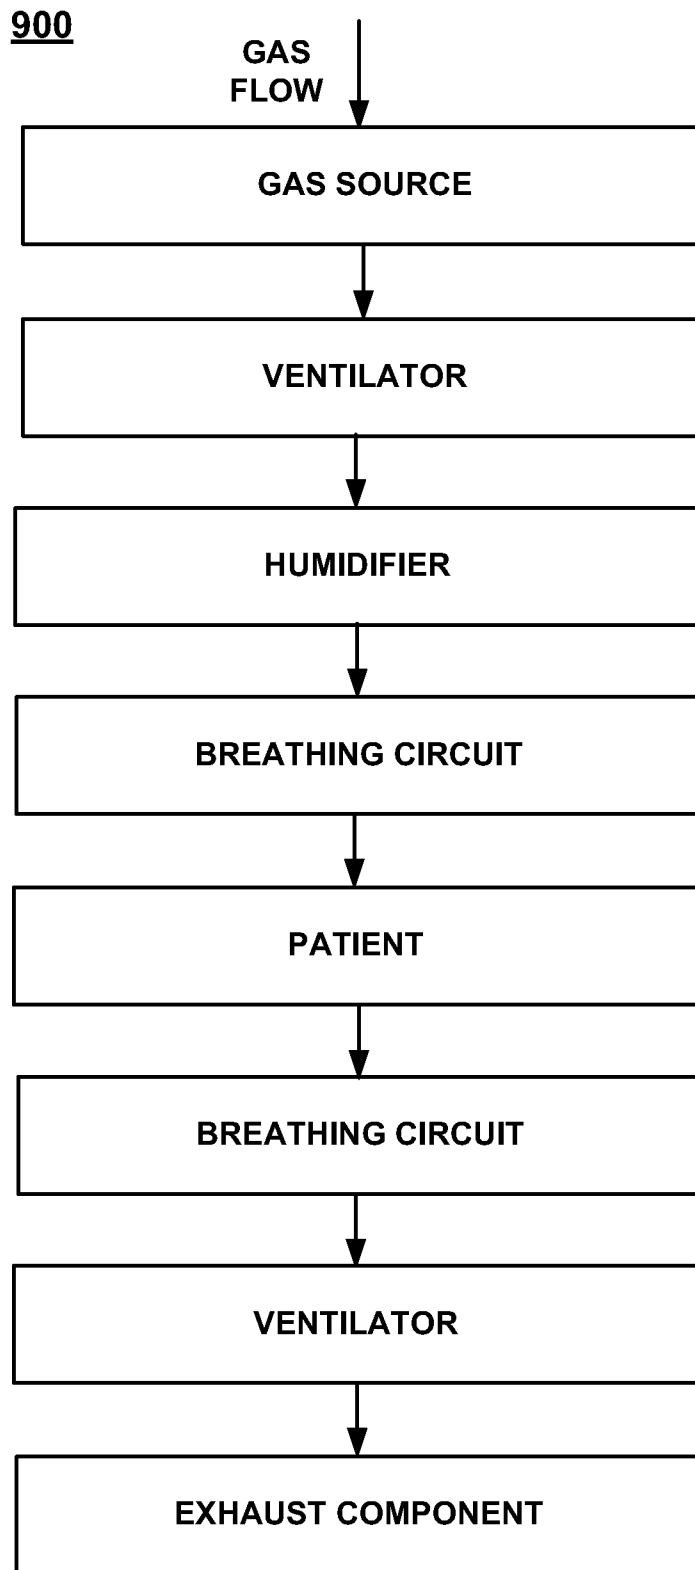 900
GAS
FLOW
GAS SOURCE
VENTILATOR
HUMIDIFIER
BREATHING CIRCUIT
PATIENT
BREATHING CIRCUIT
VENTILATOR
EXHAUST COMPONENT